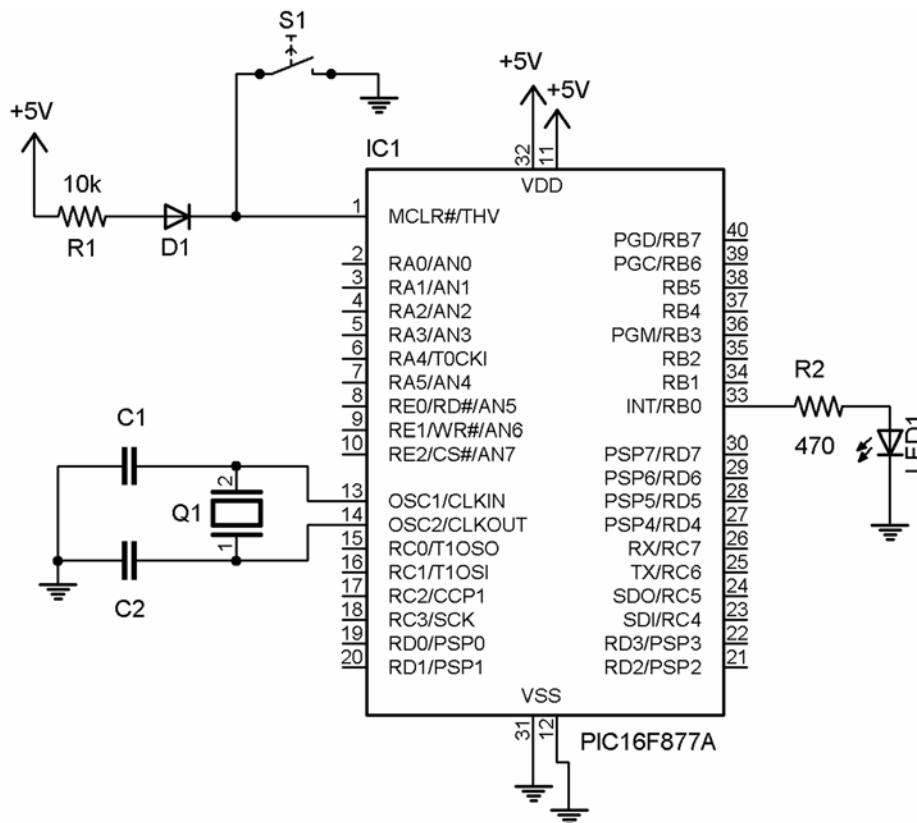 S1
+5V
+5V
+5V
IC1
32
11
VDD
10k
R1
D1
1
MCLR#/THV
2
RA0/AN0
3
RA1/AN1
4
RA2/AN2
5
RA3/AN3
6
RA4/T0CKI
7
RA5/AN4
8
RE0/RD#/AN5
9
RE1/WR#/AN6
10
RE2/CS#/AN7
13
OSC1/CLKIN
14
OSC2/CLKOUT
15
RC0/T1OSO
16
RC1/T1OSI
17
RC2/CCP1
18
RC3/SCK
19
RD0/PSP0
20
RD1/PSP1
PGD/RB7
40
PGC/RB6
39
RB5
38
RB4
37
PGM/RB3
36
RB2
35
RB1
34
INT/RB0
33
PSP7/RD7
30
PSP6/RD6
29
PSP5/RD5
28
PSP4/RD4
27
RX/RC7
26
TX/RC6
25
SDO/RC5
24
SDI/RC4
23
RD3/PSP3
22
RD2/PSP2
21
R2
470
LED1
C1
2
Q1
1
C2
VSS
31
12
PIC16F877A